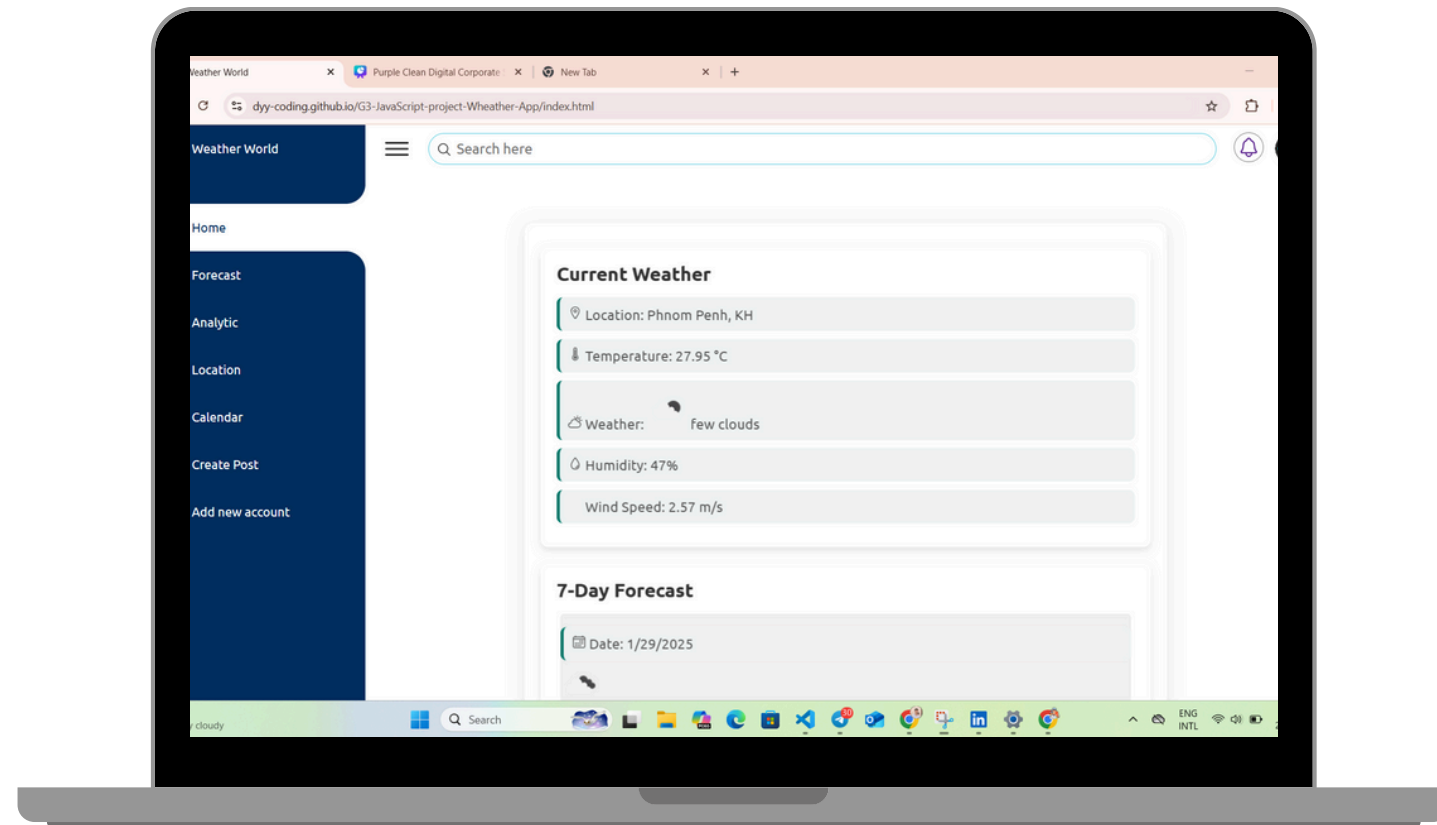 Weather World
Purple Clean Digital Corporate
New Tab
dyy-coding.github.io/G3-JavaScript-project-Wheather-App/index.html
Weather World
Search here
Home
Forecast
Analytic
Location
Calendar
Create Post
Add new account
Current Weather
Location: Phnom Penh, KH
Temperature: 27.95 °C
Weather: few clouds
Humidity: 47%
Wind Speed: 2.57 m/s
7-Day Forecast
Date: 1/29/2025
cloudy
Search
ENG
INTL